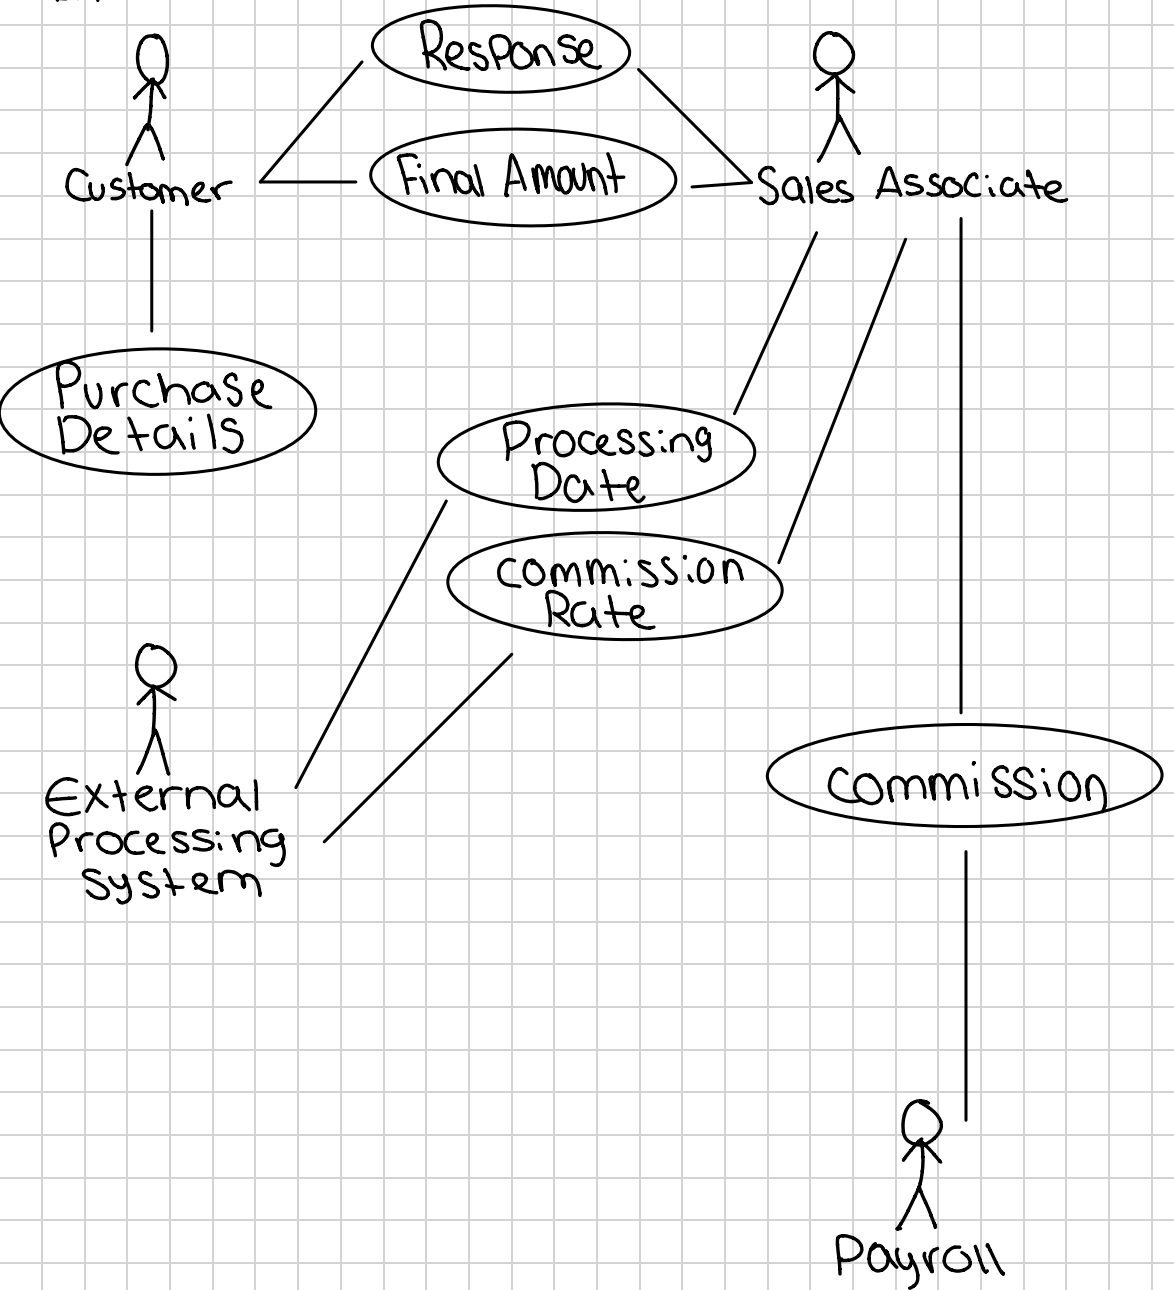 Response
Final Amount
Customer
Sales Associate
Purchase
Details
Processing
Date
Commission
Rate
External
Processing
System
Commission
Payroll